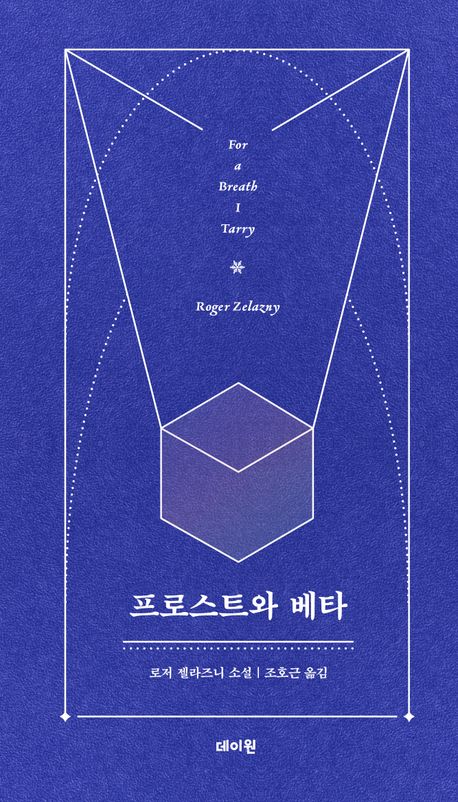 For
a
Breath
I
Tarry
Roger Zelazny
프로스트와 베타
로저 젤라즈니 소설 | 조호근 옮김
데이원